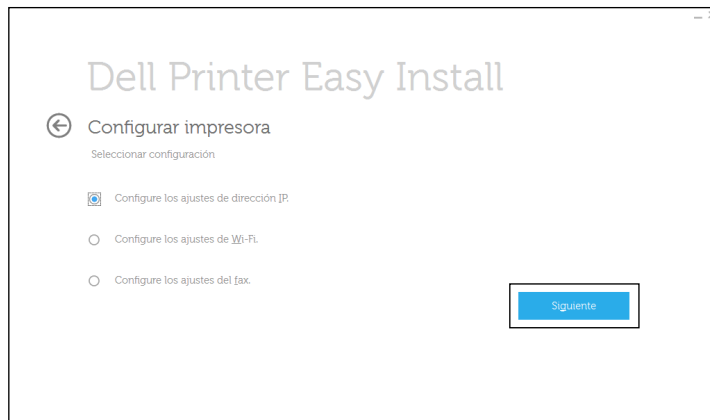 Dell Printer Easy Install
Configurar impresora
Seleccionar configuración
Configure los ajustes de dirección IP.
Configure los ajustes de Wi-Fi.
Configure los ajustes del fax.
Siguiente